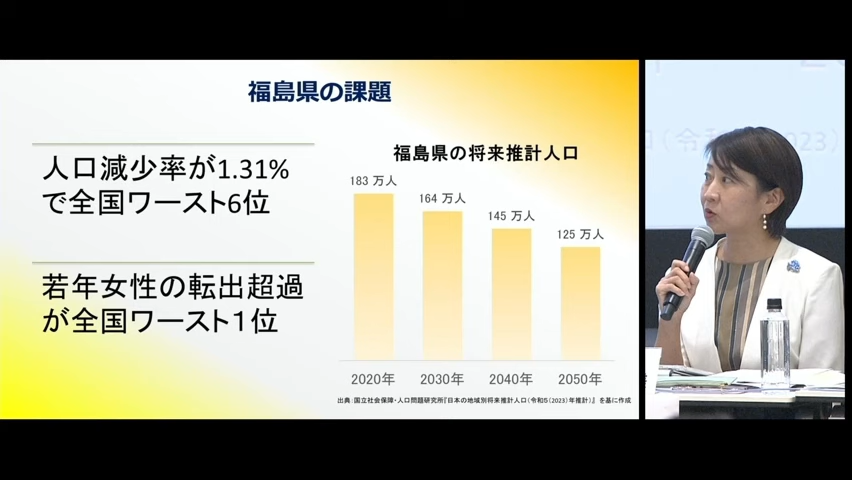 福島県の課題
人口減少率が1.31%
で全国ワースト6位
若年女性の転出超過
が全国ワースト1位
福島県の将来推計人口
183 万人
164 万人
145 万人
125 万人
2020年
2030年
2040年
2050年
出典：国立社会保障・人口問題研究所『日本の地域別将来推計人口（令和5（2023）年推計）』 を基に作成
口（令和5（2023）